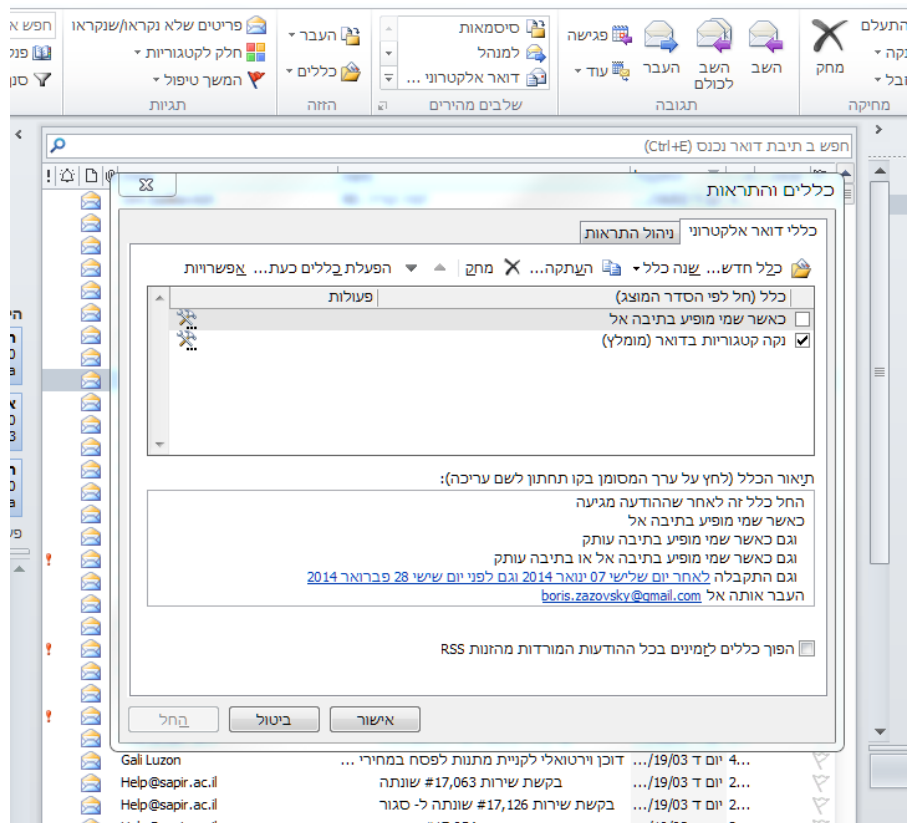 התעלם
נקה
ובל
מחק
מחיקה
השב
השב לכולם
העבר
פגישה
עוד
תגובה
סיסמאות
למנהל
דואר אלקטרוני ...
שלבים מהירים
העבר
כללים
הזזה
פריטים שלא נקראו/שנקראו
חלק לקטגוריות
המשך טיפול
תגיות
חפש א
פנק
סנן
חפש ב תיבת דואר נכנס (Ctrl+E)
כללים והתראות
כללי דואר אלקטרוני
ניהול התראות
כלל חדש... שנה כלל העתקה... מחק הפעלת כללים כעת... אפשרויות
כלל (חל לפי הסדר המוצג) פעולות
כאשר שמי מופיע בתיבה אל
נקה קטגוריות בדואר (מומלץ)
תיאור הכלל (לחץ על ערך המסומן בקו תחתון לשם עריכה):
החל כלל זה לאחר שההודעה מגיעה
כאשר שמי מופיע בתיבה אל
וגם כאשר שמי מופיע בתיבה עותק
וגם כאשר שמי מופיע בתיבה אל או בתיבה עותק
וגם התקבלה לאחר יום שלישי 07 ינואר 2014 וגם לפני יום שישי 28 פברואר 2014
העבר אותה אל boris.zazovsky@gmail.com
הפוך כללים לזמינים בכל ההודעות המורדות מהזנות RSS
אישור
ביטול
החל
Gali Luzon דוכן וירטואלי לקניית מתנות לפסח במחירי ... יום ד 19/03/... 4...
Help@sapir.ac.il בקשת שירות #17,063 שונתה יום ד 19/03/... 2...
Help@sapir.ac.il בקשת שירות #17,126 שונתה ל- סגור יום ד 19/03/... 2...